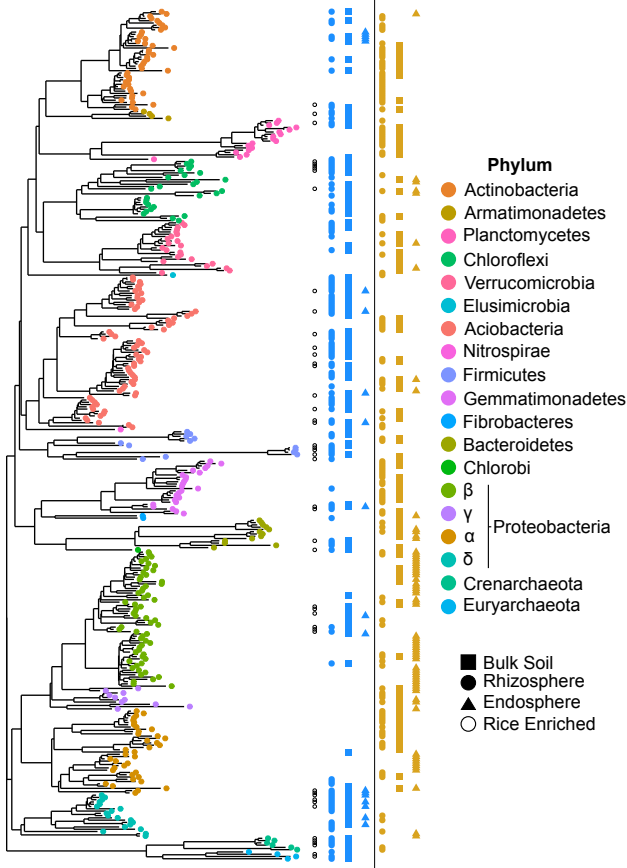 Phylum
Actinobacteria
Armatimonadetes
Planctomycetes
Chloroflexi
Verrucomicrobia
Elusimicrobia
Aciobacteria
Nitrospirae
Firmicutes
Gemmatimonadetes
Fibrobacteres
Bacteroidetes
Chlorobi
β
γ
Proteobacteria
α
δ
Crenarchaeota
Euryarchaeota
Bulk Soil
Rhizosphere
Endosphere
Rice Enriched